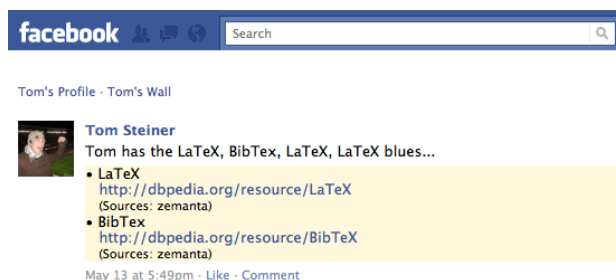 facebook Search
Tom's Profile · Tom's Wall
Tom Steiner
Tom has the LaTeX, BibTex, LaTeX, LaTeX blues...
• LaTeX
http://dbpedia.org/resource/LaTeX
(Sources: zemanta)
• BibTex
http://dbpedia.org/resource/BibTeX
(Sources: zemanta)
May 13 at 5:49pm · Like · Comment